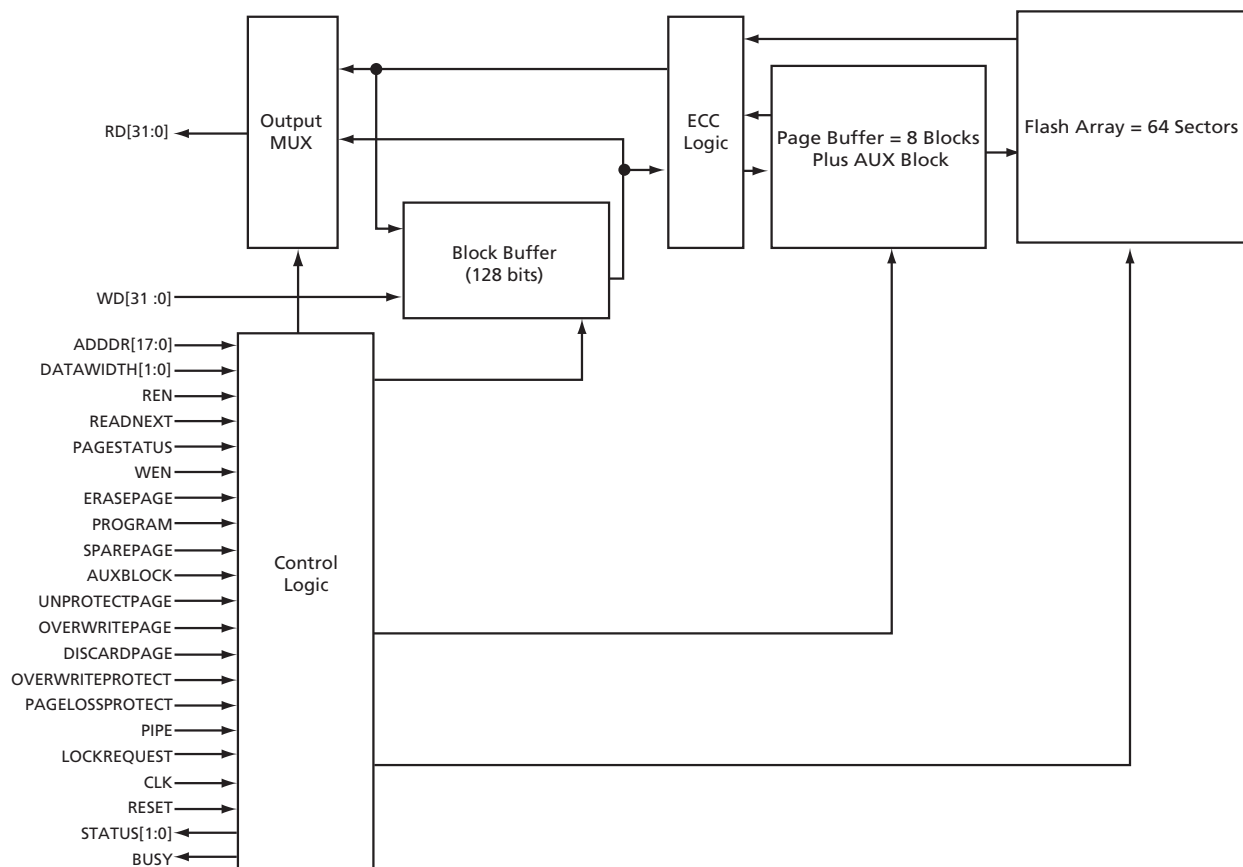 Output
MUX
RD[31:0]
ECC
Logic
Page Buffer = 8 Blocks
Plus AUX Block
Flash Array = 64 Sectors
Block Buffer
(128 bits)
WD[31 :0]
ADDDR[17:0]
DATAWIDTH[1:0]
REN
READNEXT
PAGESTATUS
WEN
ERASEPAGE
PROGRAM
SPAREPAGE
AUXBLOCK
UNPROTECTPAGE
OVERWRITEPAGE
DISCARDPAGE
OVERWRITEPROTECT
PAGELOSSPROTECT
PIPE
LOCKREQUEST
CLK
RESET
STATUS[1:0]
BUSY
Control
Logic